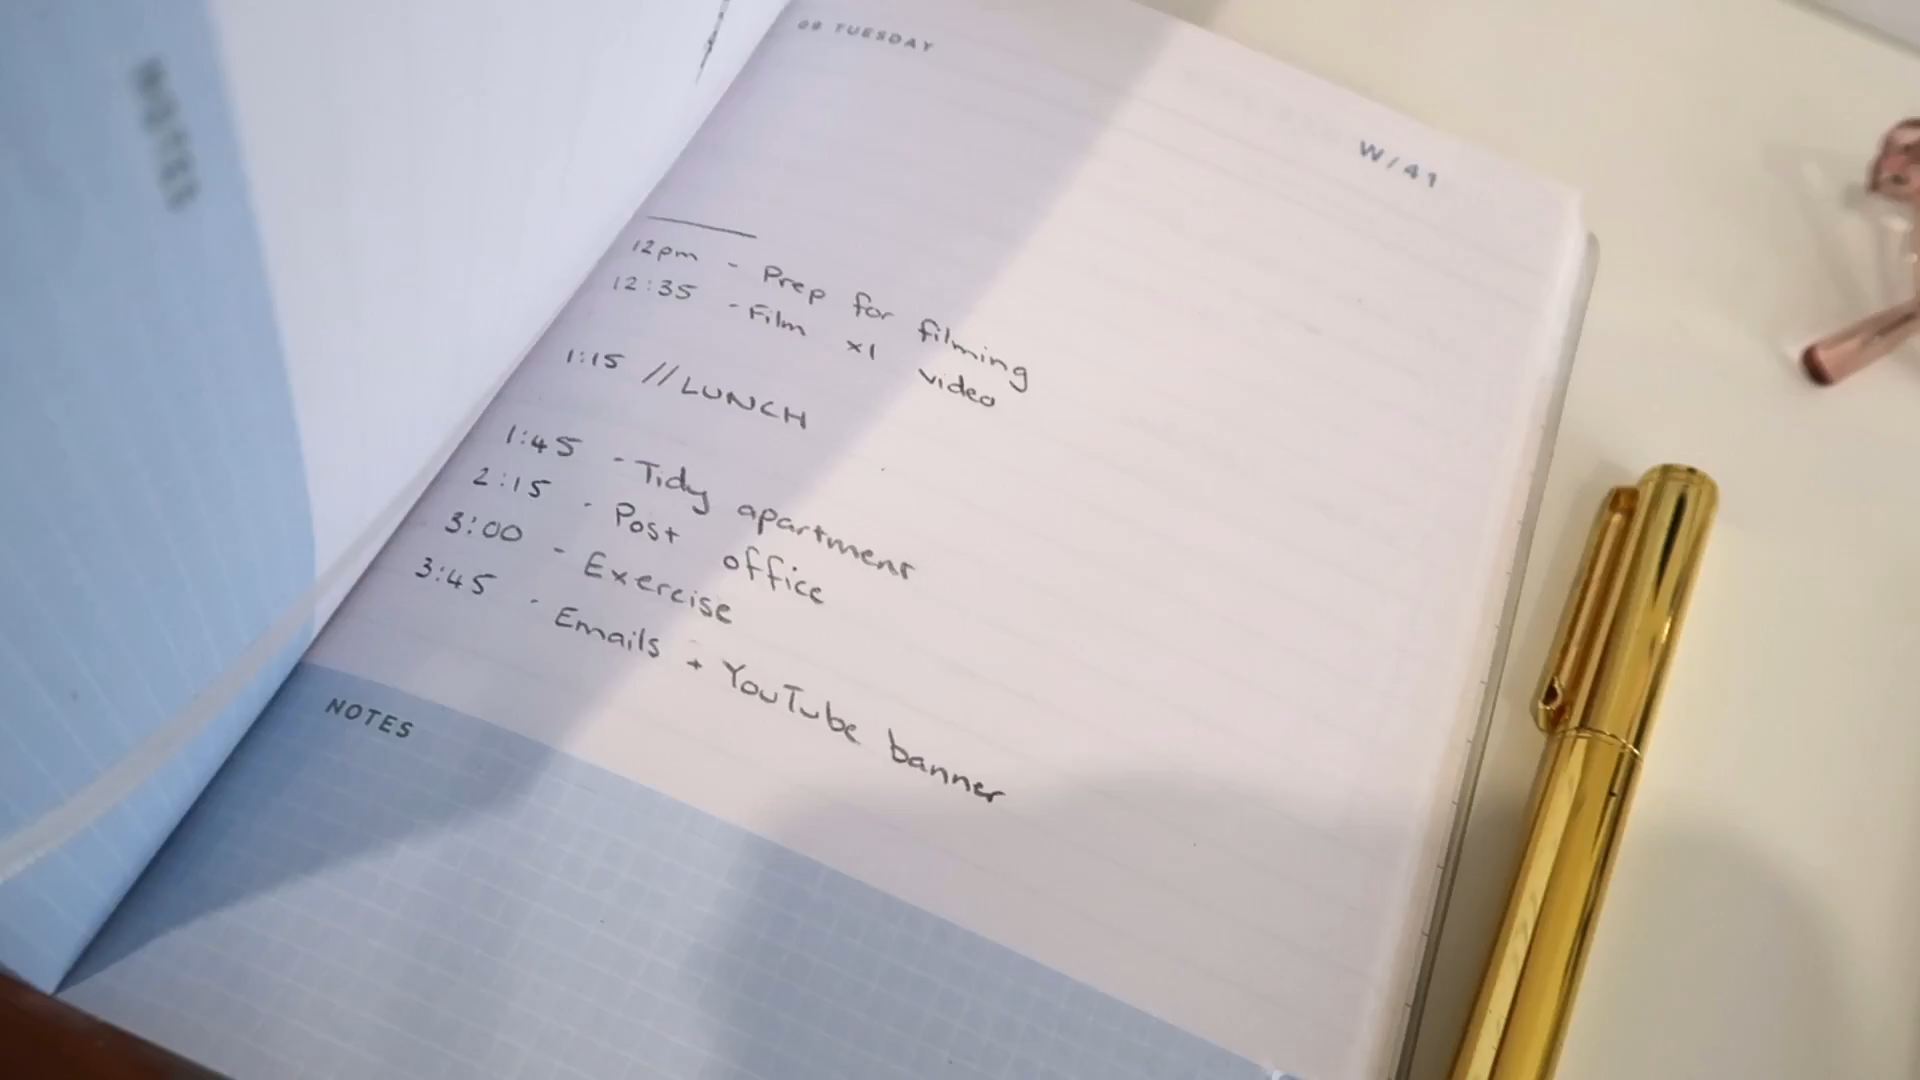 NOTES
08 TUESDAY
W/41
12pm - Prep for filming
12:35 - Film x1 video
1:15 // LUNCH
1:45 - Tidy apartment
2:15 - Post office
3:00 - Exercise
3:45 - Emails + YouTube banner
NOTES